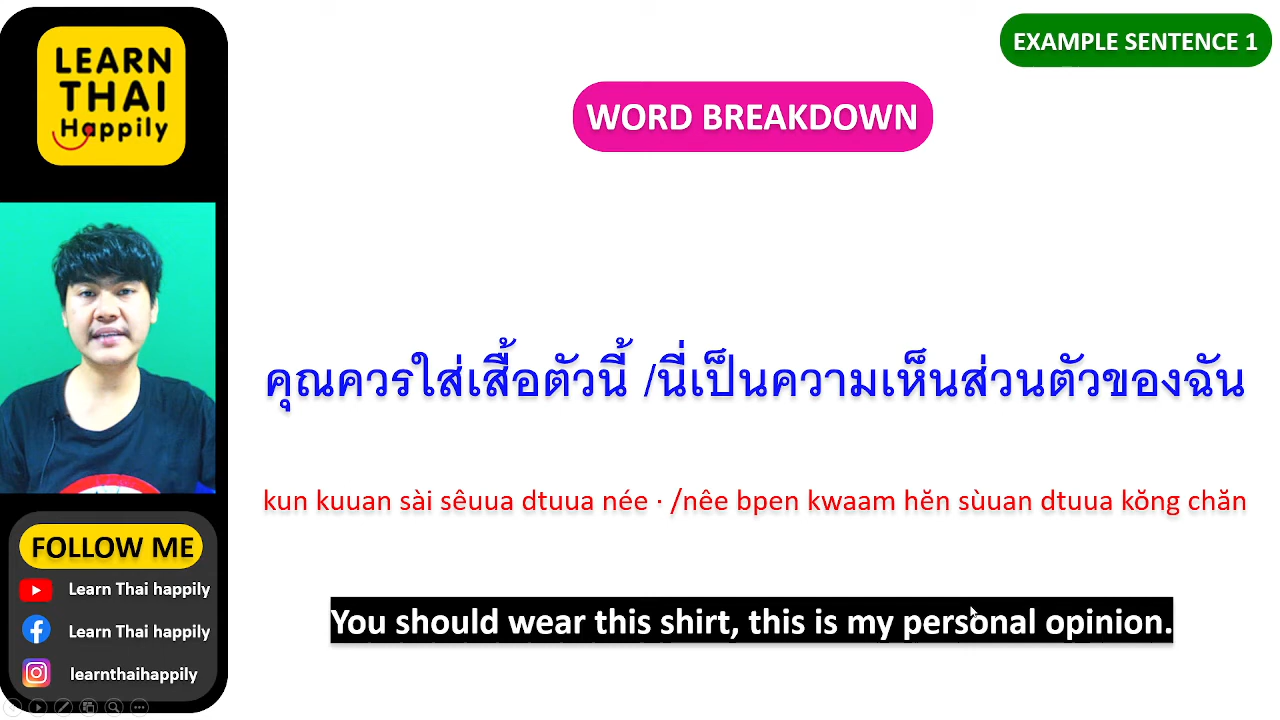 LEARN
THAI
Happily
EXAMPLE SENTENCE 1
WORD BREAKDOWN
คุณควรใส่เสื้อตัวนี้ /นี่เป็นความเห็นส่วนตัวของฉัน
kun kuuan sài sêuua dtuua née · /nêe bpen kwaam hĕn sùuan dtuua kŏng chăn
You should wear this shirt, this is my personal opinion.
FOLLOW ME
Learn Thai happily
Learn Thai happily
learnthaihappily